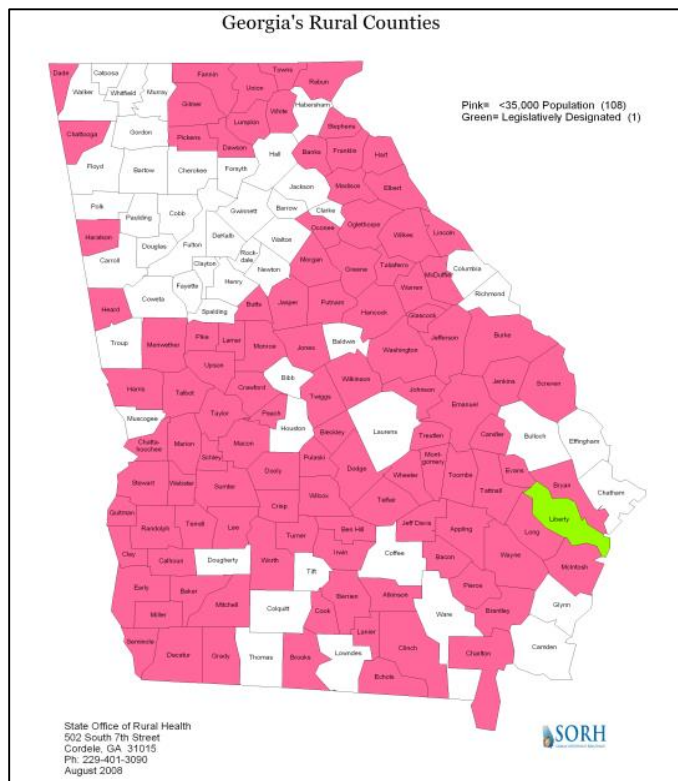 Georgia's Rural Counties
Pink= <35,000 Population (108)
Green= Legislatively Designated (1)
Dade
Catoosa
Walker
Whitfield
Murray
Fannin
Towns
Union
Rabun
Gilmer
Habersham
White
Lumpkin
Chattooga
Gordon
Pickens
Dawson
Stephens
Banks
Franklin
Hart
Hall
Floyd
Bartow
Cherokee
Forsyth
Jackson
Madison
Elbert
Polk
Paulding
Cobb
Gwinnett
Barrow
Clarke
Oconee
Oglethorpe
Wilkes
Lincoln
Haralson
Douglas
Fulton
DeKalb
Walton
Rock-
dale
Carroll
Clayton
Newton
Morgan
Greene
Taliaferro
McDuffie
Columbia
Fayette
Henry
Warren
Richmond
Coweta
Spalding
Butts
Jasper
Putnam
Hancock
Glascock
Heard
Troup
Meriwether
Pike
Lamar
Monroe
Jones
Baldwin
Washington
Jefferson
Burke
Upson
Bibb
Wilkinson
Jenkins
Screven
Harris
Talbot
Crawford
Twiggs
Johnson
Emanuel
Taylor
Peach
Muscogee
Houston
Bleckley
Laurens
Treutlen
Candler
Bulloch
Effingham
Chatta-
hoochee
Marion
Macon
Schley
Pulaski
Dodge
Mont-
gomery
Evans
Bryan
Stewart
Webster
Sumter
Dooly
Wheeler
Toombs
Tattnall
Chatham
Wilcox
Telfair
Crisp
Liberty
Quitman
Randolph
Terrell
Lee
Ben Hill
Jeff Davis
Appling
Long
Turner
Irwin
Wayne
Clay
Calhoun
Dougherty
Worth
Tift
Coffee
Bacon
McIntosh
Early
Baker
Pierce
Miller
Mitchell
Colquitt
Cook
Berrien
Atkinson
Ware
Brantley
Glynn
Seminole
Decatur
Grady
Thomas
Brooks
Lanier
Lowndes
Clinch
Charlton
Camden
Echols
State Office of Rural Health
502 South 7th Street
Cordele, GA 31015
Ph: 229-401-3090
August 2008
SORH